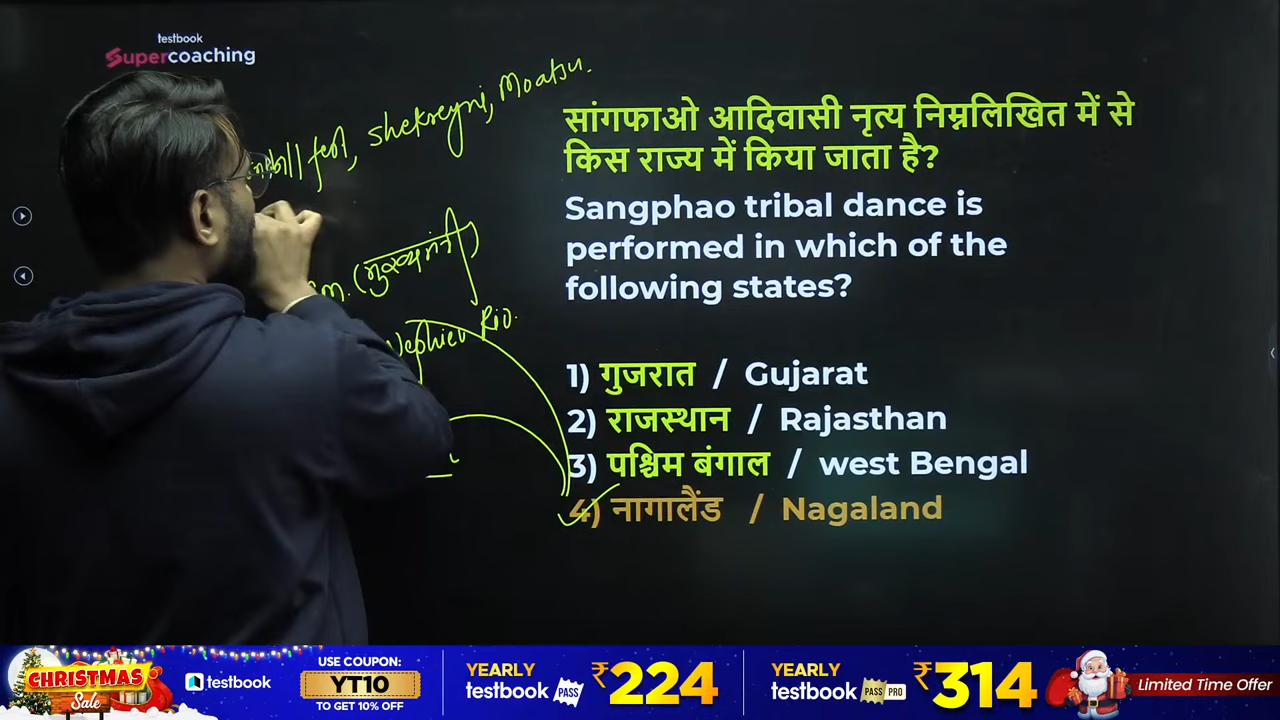 testbook
Supercoaching
fest, Shekrenyi, Moatsu.
(मुख्यमंत्री)
Nephieu Rio.
सांगफाओ आदिवासी नृत्य निम्नलिखित में से
किस राज्य में किया जाता है?
Sangphao tribal dance is
performed in which of the
following states?
1) गुजरात / Gujarat
2) राजस्थान / Rajasthan
3) पश्चिम बंगाल / west Bengal
4) नागालैंड / Nagaland
CHRISTMAS
Sale
testbook
USE COUPON:
YT10
TO GET 10% OFF
YEARLY
testbook PASS
₹224
YEARLY
testbook PASS PRO
₹314
Limited Time Offer